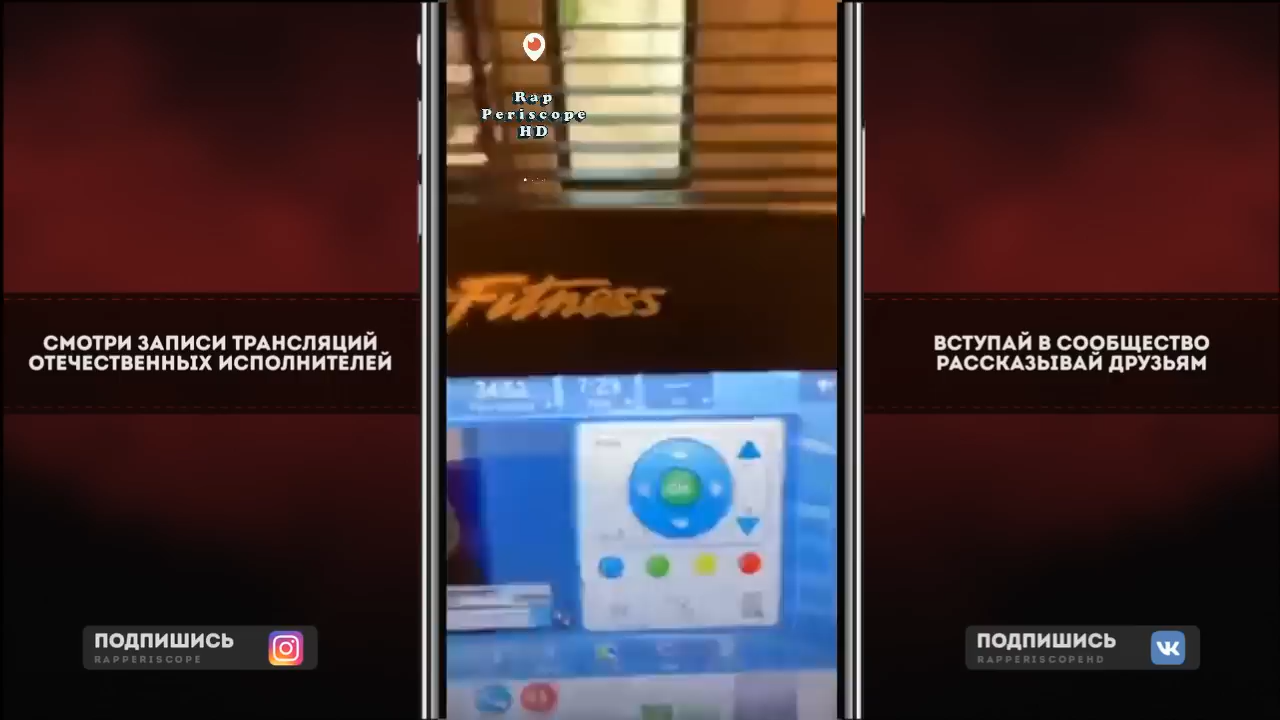 Rap
Periscope
HD
Fitness
СМОТРИ ЗАПИСИ ТРАНСЛЯЦИЙ
ОТЕЧЕСТВЕННЫХ ИСПОЛНИТЕЛЕЙ
ВСТУПАЙ В СООБЩЕСТВО
РАССКАЗЫВАЙ ДРУЗЬЯМ
ПОДПИШИСЬ
RAPPERISCOPE
ПОДПИШИСЬ
RAPPERISCOPEHD